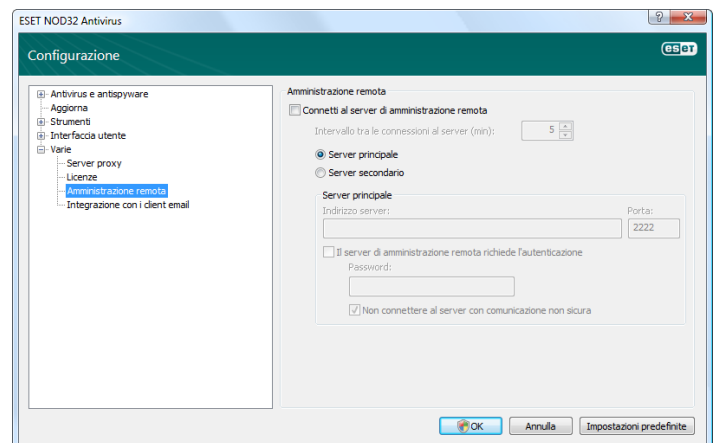 ESET NOD32 Antivirus
Configurazione
eset
Antivirus e antispyware
Aggiorna
Strumenti
Interfaccia utente
Varie
Server proxy
Licenze
Amministrazione remota
Integrazione con i client email
Amministrazione remota
Connetti al server di amministrazione remota
Intervallo tra le connessioni al server (min): 5
Server principale
Server secondario
Server principale
Indirizzo server: Porta:
2222
Il server di amministrazione remota richiede l'autenticazione
Password:
Non connettere al server con comunicazione non sicura
OK Annulla Impostazioni predefinite